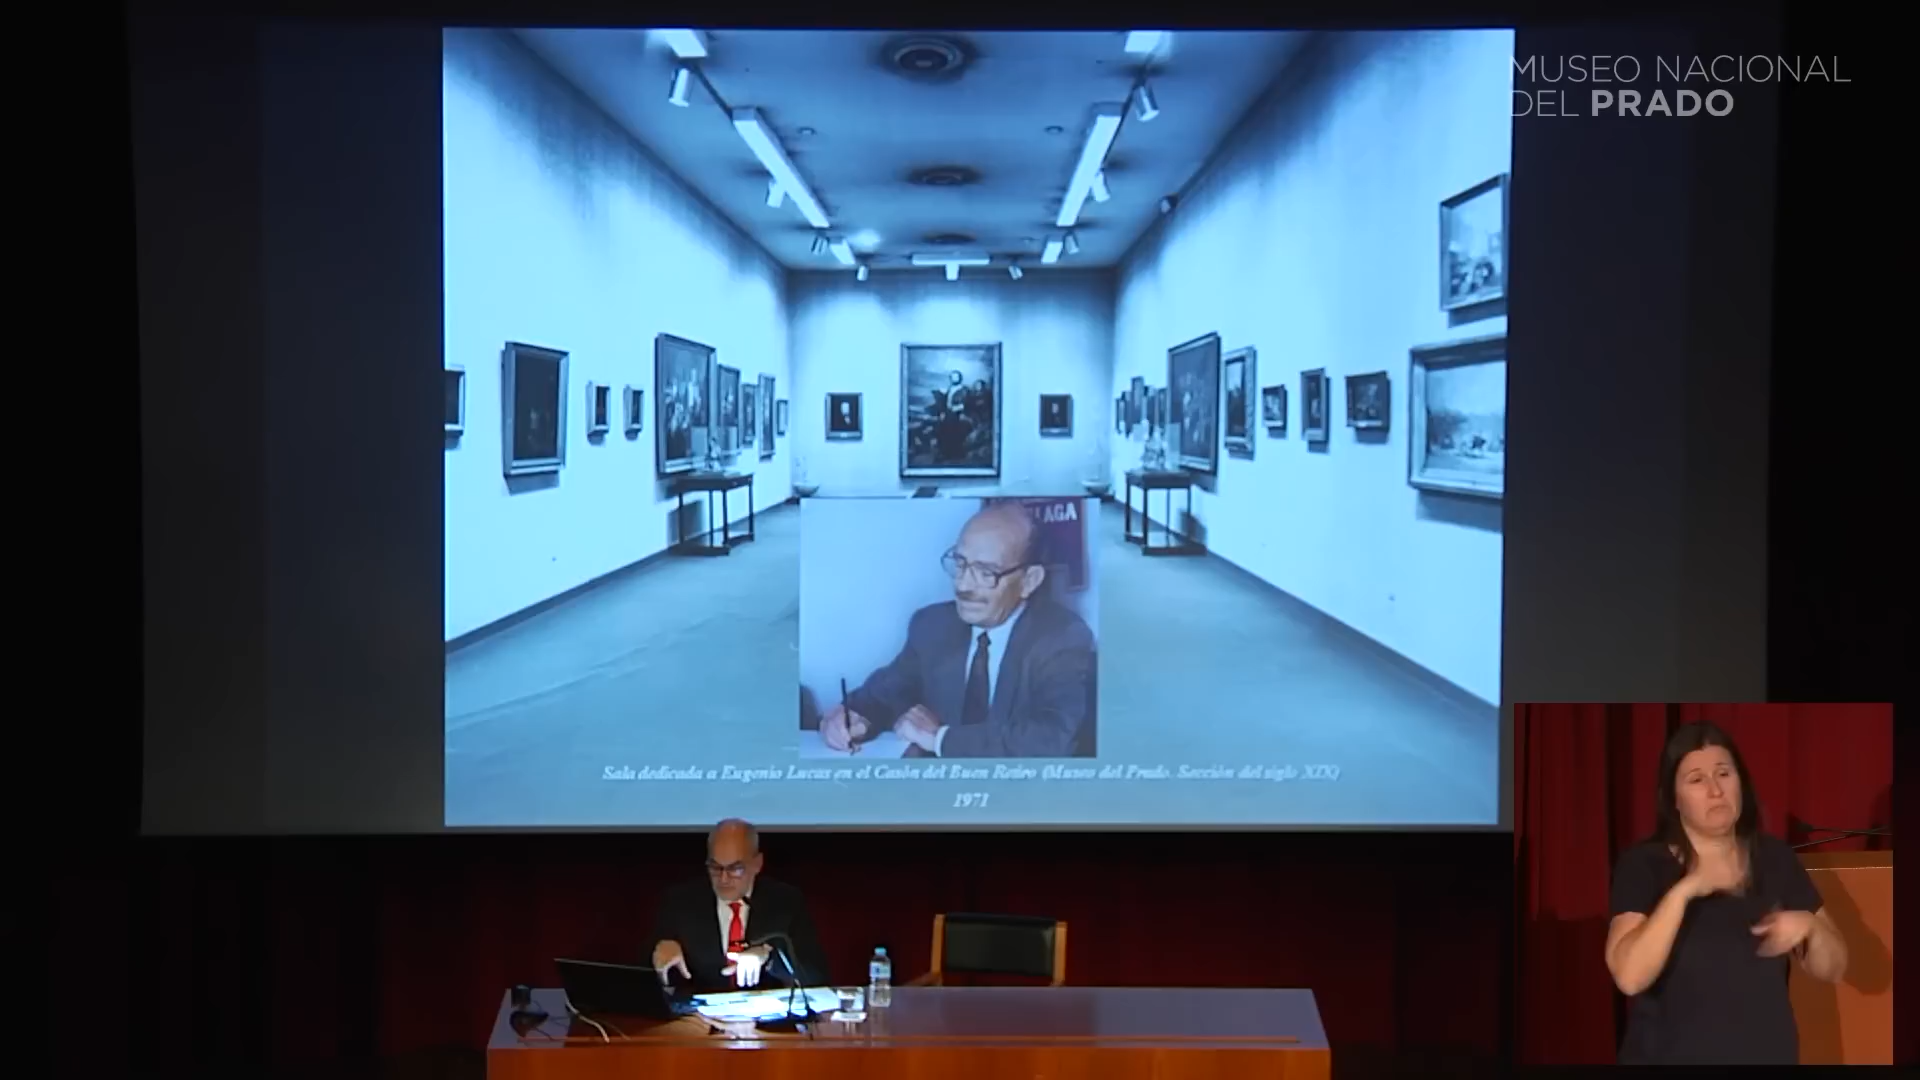 MUSEO NACIONAL
DEL PRADO
LAGA
Sala dedicada a Eugenio Lucas en el Casón del Buen Retiro (Museo del Prado. Sección del siglo XIX)
1971